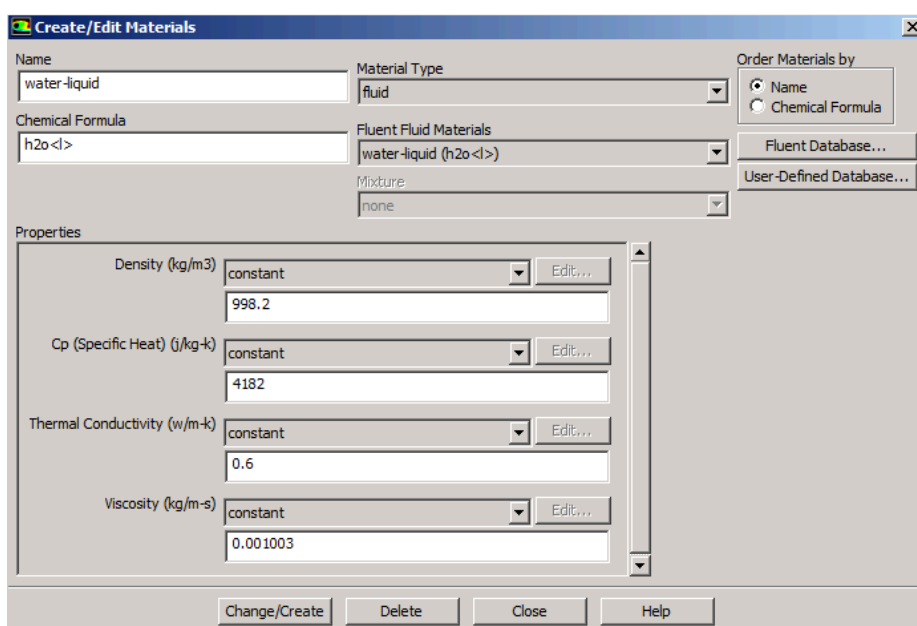 Create/Edit Materials
Name
water-liquid
Chemical Formula
h2o<l>
Material Type
fluid
Fluent Fluid Materials
water-liquid (h2o<l>)
Mixture
none
Order Materials by
Name
Chemical Formula
Fluent Database...
User-Defined Database...
Properties
Density (kg/m3)
constant
Edit...
998.2
Cp (Specific Heat) (j/kg-k)
constant
Edit...
4182
Thermal Conductivity (w/m-k)
constant
Edit...
0.6
Viscosity (kg/m-s)
constant
Edit...
0.001003
Change/Create
Delete
Close
Help